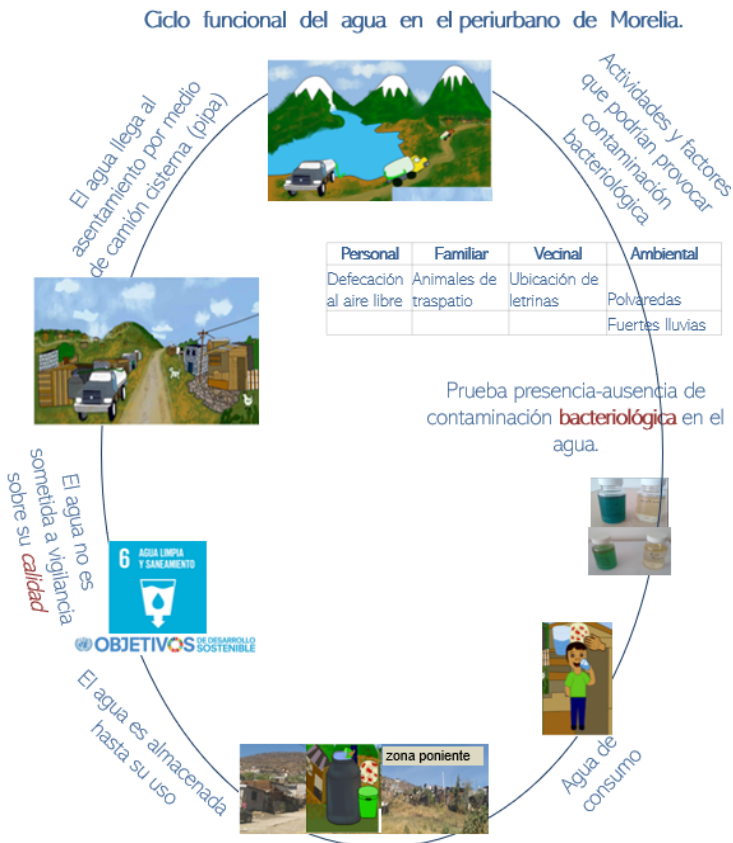 Ciclo funcional del agua en el periurbano de Morelia.
El agua llega al
asentamiento por medio
de camión cisterna (pipa)
Actividades y factores
que podrían provocar
contaminación
bacteriológica
Personal Familiar Vecinal Ambiental
Defecación al aire libre Animales de traspatio Ubicación de letrinas Polvaredas
Fuertes lluvias
Prueba presencia-ausencia de
contaminación bacteriológica en el
agua.
El agua no es
sometida a vigilancia
sobre su calidad
6 AGUA LIMPIA
Y SANEAMIENTO
OBJETIVOS DE DESARROLLO
SOSTENIBLE
El agua es almacenada
hasta su uso
zona poniente
Agua de
consumo